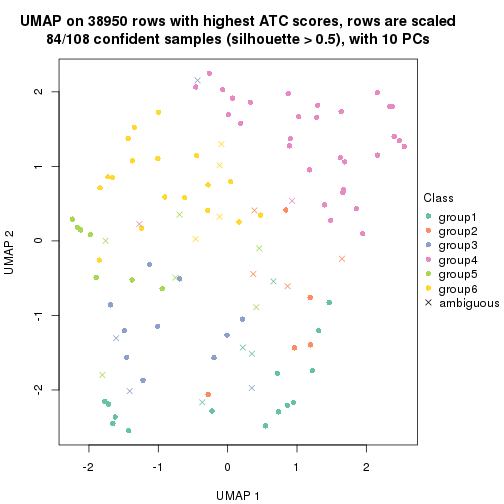 UMAP on 38950 rows with highest ATC scores, rows are scaled
84/108 confident samples (silhouette > 0.5), with 10 PCs
2
1
0
-1
-2
UMAP 2
-2
-1
0
1
2
UMAP 1
Class
group1
group2
group3
group4
group5
group6
ambiguous